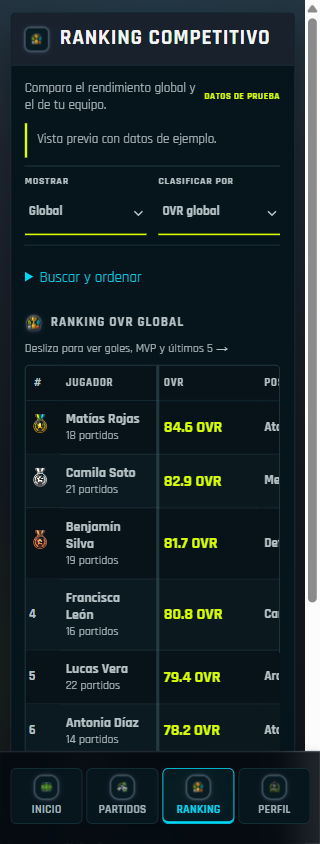 RANKING COMPETITIVO
Compara el rendimiento global y
el de tu equipo.
DATOS DE PRUEBA
Vista previa con datos de ejemplo.
MOSTRAR
CLASIFICAR POR
Global
OVR global
▶ Buscar y ordenar
RANKING OVR GLOBAL
Desliza para ver goles, MVP y últimos 5 →
# JUGADOR OVR POS
Matías Rojas
18 partidos
84.6 OVR
Camila Soto
21 partidos
82.9 OVR
Me
Benjamín
Silva
19 partidos
81.7 OVR
4
Francisca
León
16 partidos
80.8 OVR
5
Lucas Vera
22 partidos
79.4 OVR
6
Antonia Díaz
14 partidos
78.2 OVR
INICIO
PARTIDOS
RANKING
PERFIL